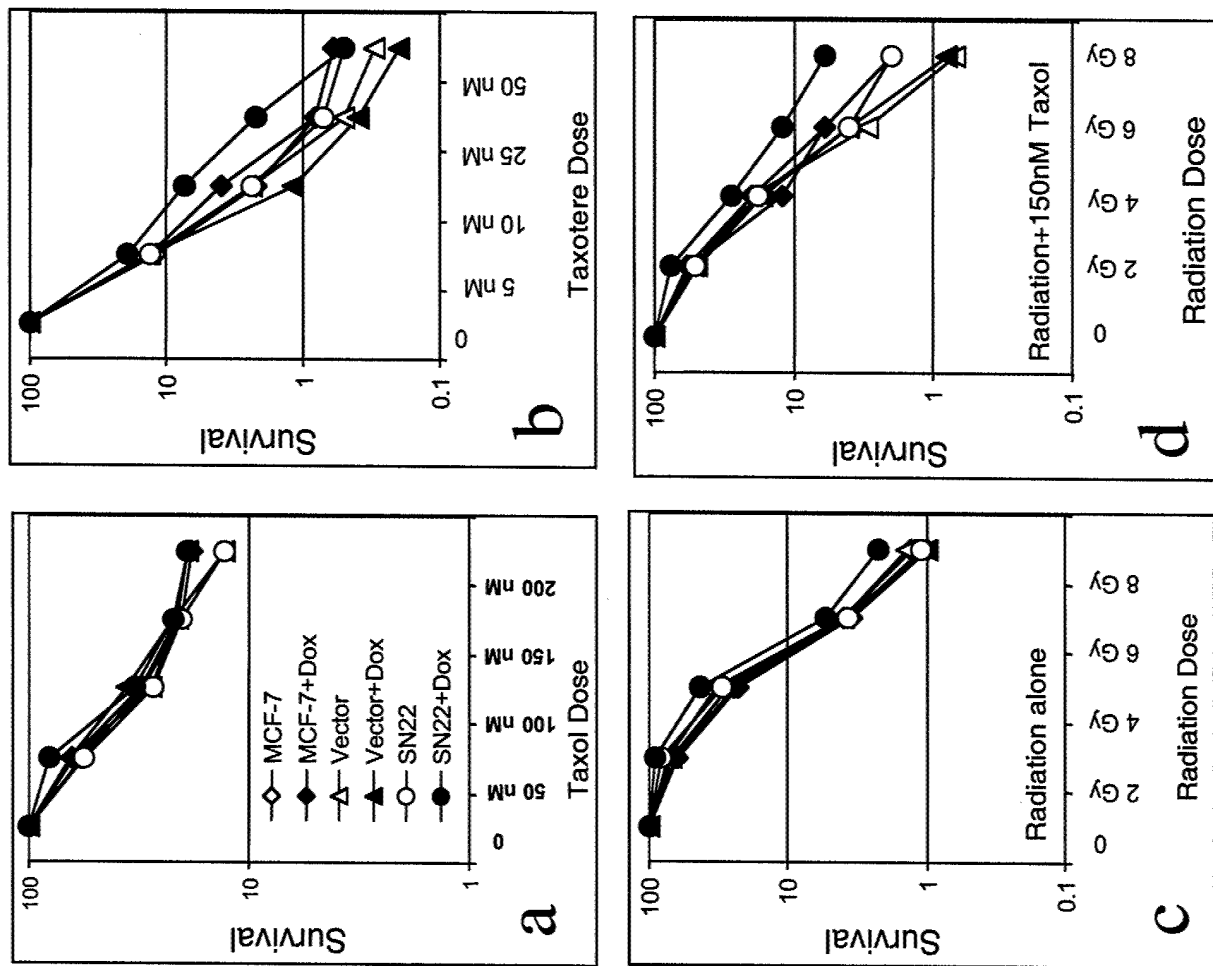 100
10
1
Survival
a
0
50 nM
100 nM
150 nM
200 nM
Taxol Dose
MCF-7
MCF-7+Dox
Vector
Vector+Dox
SN22
SN22+Dox
100
10
1
0.1
Survival
b
0
5 nM
10 nM
25 nM
50 nM
Taxotere Dose
100
10
1
0.1
Survival
c
Radiation alone
0
2 Gy
4 Gy
6 Gy
8 Gy
Radiation Dose
100
10
1
0.1
Survival
d
Radiation+150nM Taxol
0
2 Gy
4 Gy
6 Gy
8 Gy
Radiation Dose